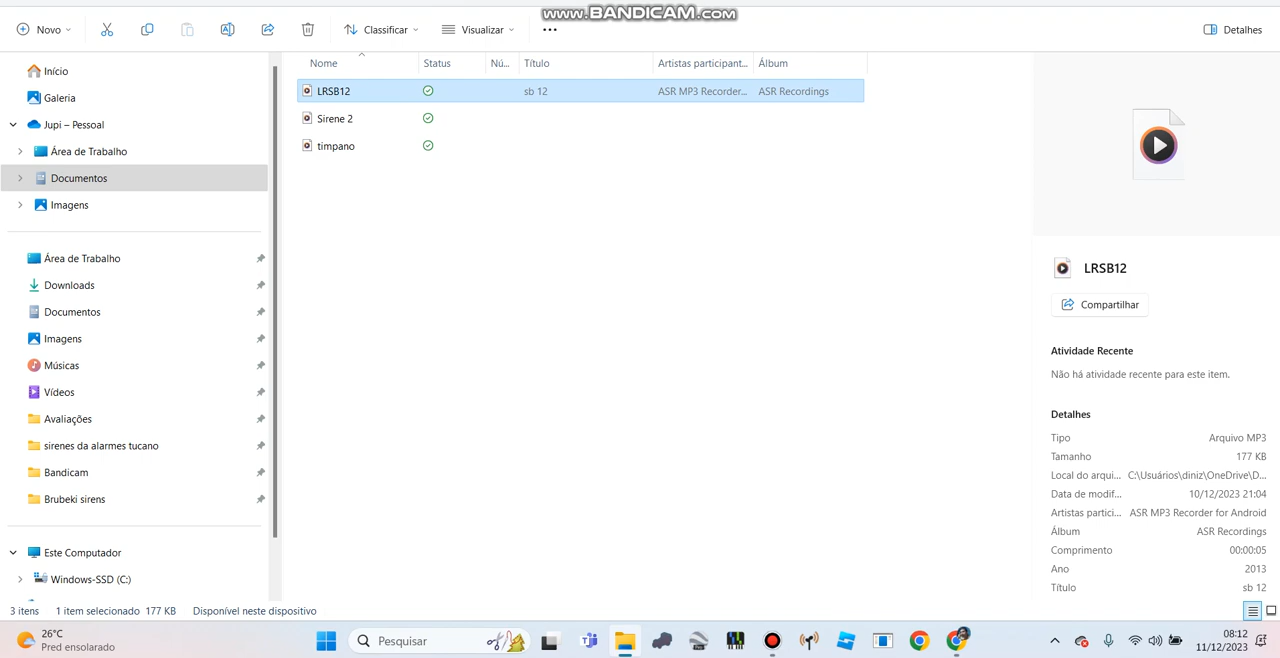 www.BANDICAM.com
Novo
Classificar
Visualizar
Detalhes
Início
Galeria
Jupi – Pessoal
Área de Trabalho
Documentos
Imagens
Área de Trabalho
Downloads
Documentos
Imagens
Músicas
Vídeos
Avaliações
sirenes da alarmes tucano
Bandicam
Brubeki sirens
Este Computador
Windows-SSD (C:)
Nome Status Nú... Título Artistas participant... Álbum
LRSB12 sb 12 ASR MP3 Recorder... ASR Recordings
Sirene 2
timpano
LRSB12
Compartilhar
Atividade Recente
Não há atividade recente para este item.
Detalhes
Tipo Arquivo MP3
Tamanho 177 KB
Local do arqui... C:\Usuários\diniz\OneDrive\D...
Data de modif... 10/12/2023 21:04
Artistas partici... ASR MP3 Recorder for Android
Álbum ASR Recordings
Comprimento 00:00:05
Ano 2013
Título sb 12
3 itens 1 item selecionado 177 KB Disponível neste dispositivo
26°C
Pred ensolarado
Pesquisar
08:12
11/12/2023